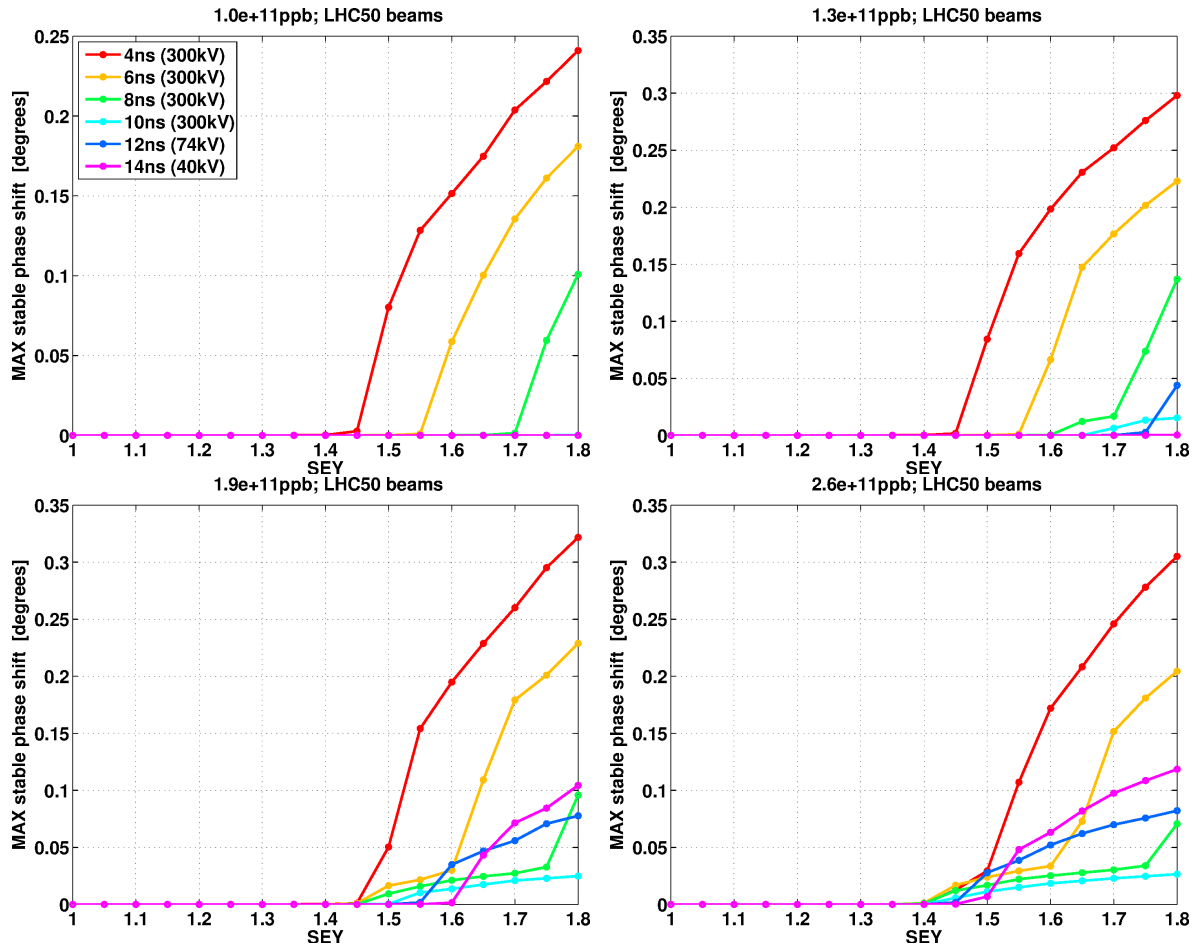 1.0e+11ppb; LHC50 beams
MAX stable phase shift [degrees]
0.25
0.2
0.15
0.1
0.05
0
4ns (300kV)
6ns (300kV)
8ns (300kV)
10ns (300kV)
12ns (74kV)
14ns (40kV)
1 1.1 1.2 1.3 1.4 1.5 1.6 1.7 1.8
SEY
1.3e+11ppb; LHC50 beams
MAX stable phase shift [degrees]
0.35
0.3
0.25
0.2
0.15
0.1
0.05
0
1 1.1 1.2 1.3 1.4 1.5 1.6 1.7 1.8
SEY
1.9e+11ppb; LHC50 beams
MAX stable phase shift [degrees]
0.35
0.3
0.25
0.2
0.15
0.1
0.05
0
1 1.1 1.2 1.3 1.4 1.5 1.6 1.7 1.8
SEY
2.6e+11ppb; LHC50 beams
MAX stable phase shift [degrees]
0.35
0.3
0.25
0.2
0.15
0.1
0.05
0
1 1.1 1.2 1.3 1.4 1.5 1.6 1.7 1.8
SEY